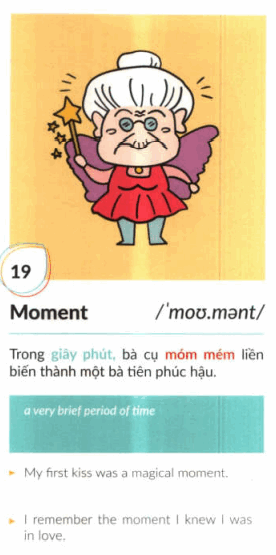 19
Moment /ˈmoʊ.mənt/
Trong giây phút, bà cụ móm mém liền
biến thành một bà tiên phúc hậu.
a very brief period of time
My first kiss was a magical moment.
I remember the moment I knew I was
in love.